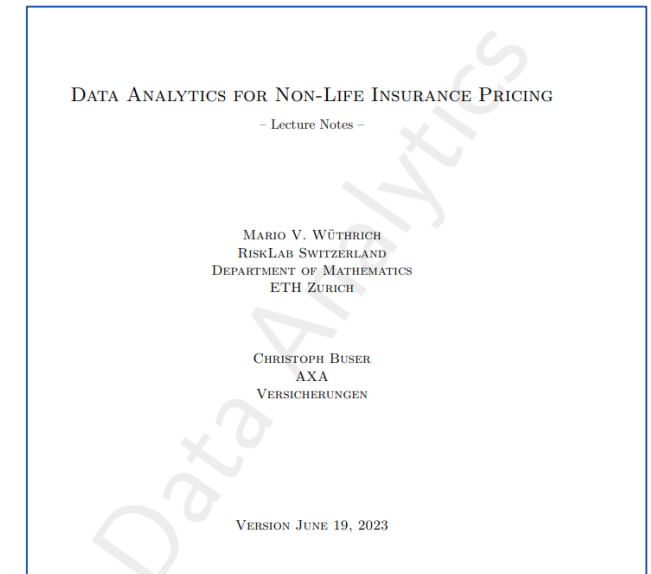 Data Analytics for Non-Life Insurance Pricing
– Lecture Notes –
Mario V. Wüthrich
RiskLab Switzerland
Department of Mathematics
ETH Zurich
Christoph Buser
AXA
Versicherungen
Version June 19, 2023
Data Analytics